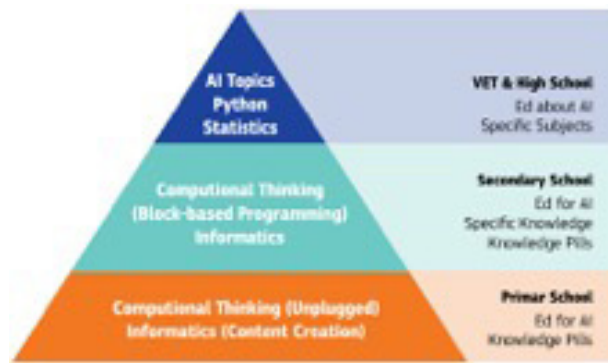 AI Topics
Python
Statistics
VET & High School
Ed about AI
Specific Subjects
Computional Thinking
(Block-based Programming)
Informatics
Secondary School
Ed for AI
Specific Knowledge
Knowledge Pills
Computional Thinking (Unplugged)
Informatics (Content Creation)
Primar School
Ed for AI
Knowledge Pills